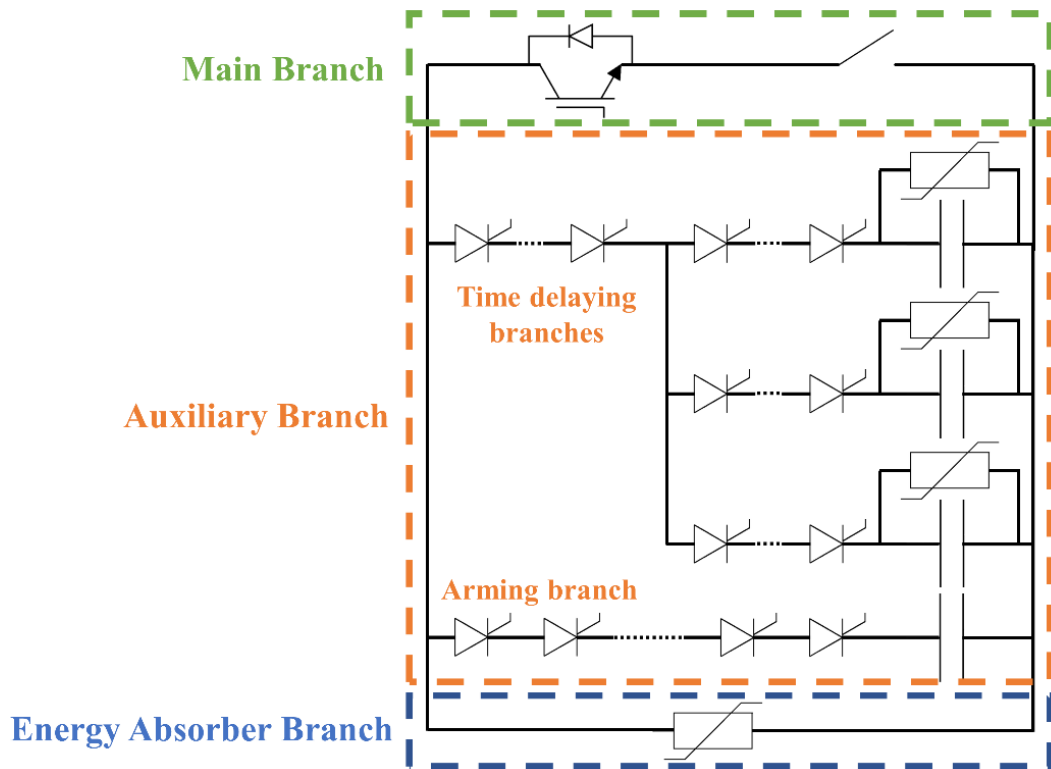 Main Branch
Time delaying
branches
Auxiliary Branch
Arming branch
Energy Absorber Branch